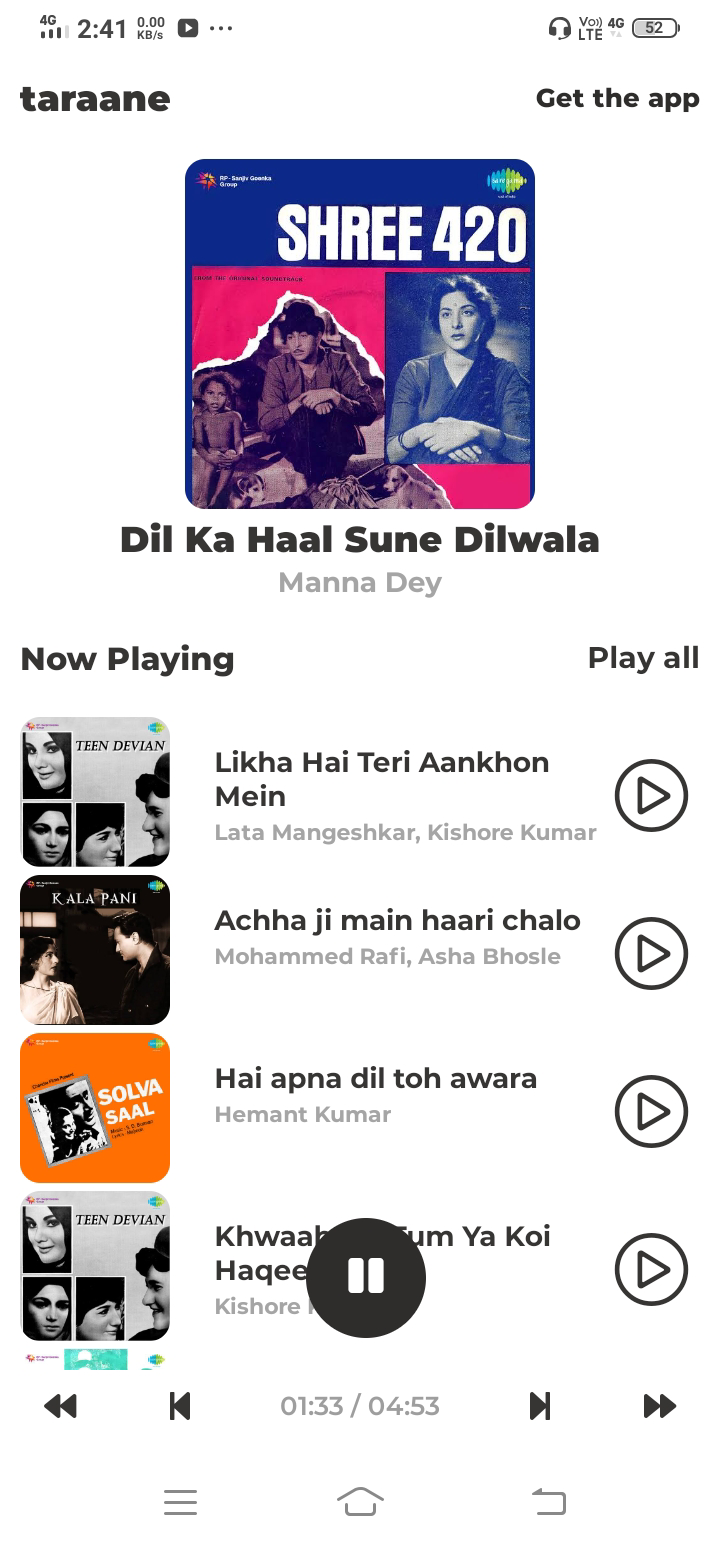 4G 2:41 0.00 KB/s ... Vo)) LTE 4G 52
taraane Get the app
RP - Sanjiv Goenka
Group
SHREE 420
FROM THE ORIGINAL SOUNDTRACK
Dil Ka Haal Sune Dilwala
Manna Dey
Now Playing Play all
TEEN DEVIAN
Likha Hai Teri Aankhon
Mein
Lata Mangeshkar, Kishore Kumar
KALA PANI
Achha ji main haari chalo
Mohammed Rafi, Asha Bhosle
SOLVA
SAAL
Hai apna dil toh awara
Hemant Kumar
TEEN DEVIAN
Khwaab Tum Ya Koi
Haqee
Kishore
01:33 / 04:53